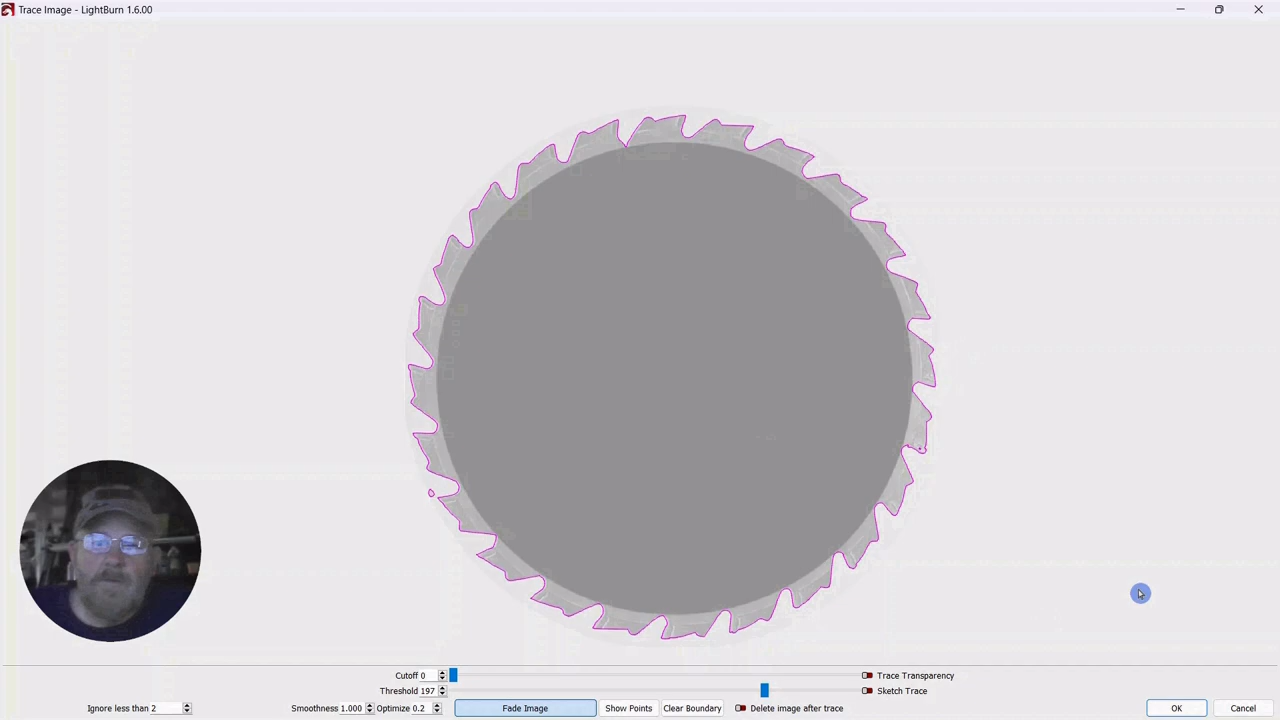 Trace Image - LightBurn 1.6.00
Cutoff 0
Trace Transparency
Threshold 197
Sketch Trace
Ignore less than 2
Smoothness 1.000
Optimize 0.2
Fade Image
Show Points
Clear Boundary
Delete image after trace
OK
Cancel